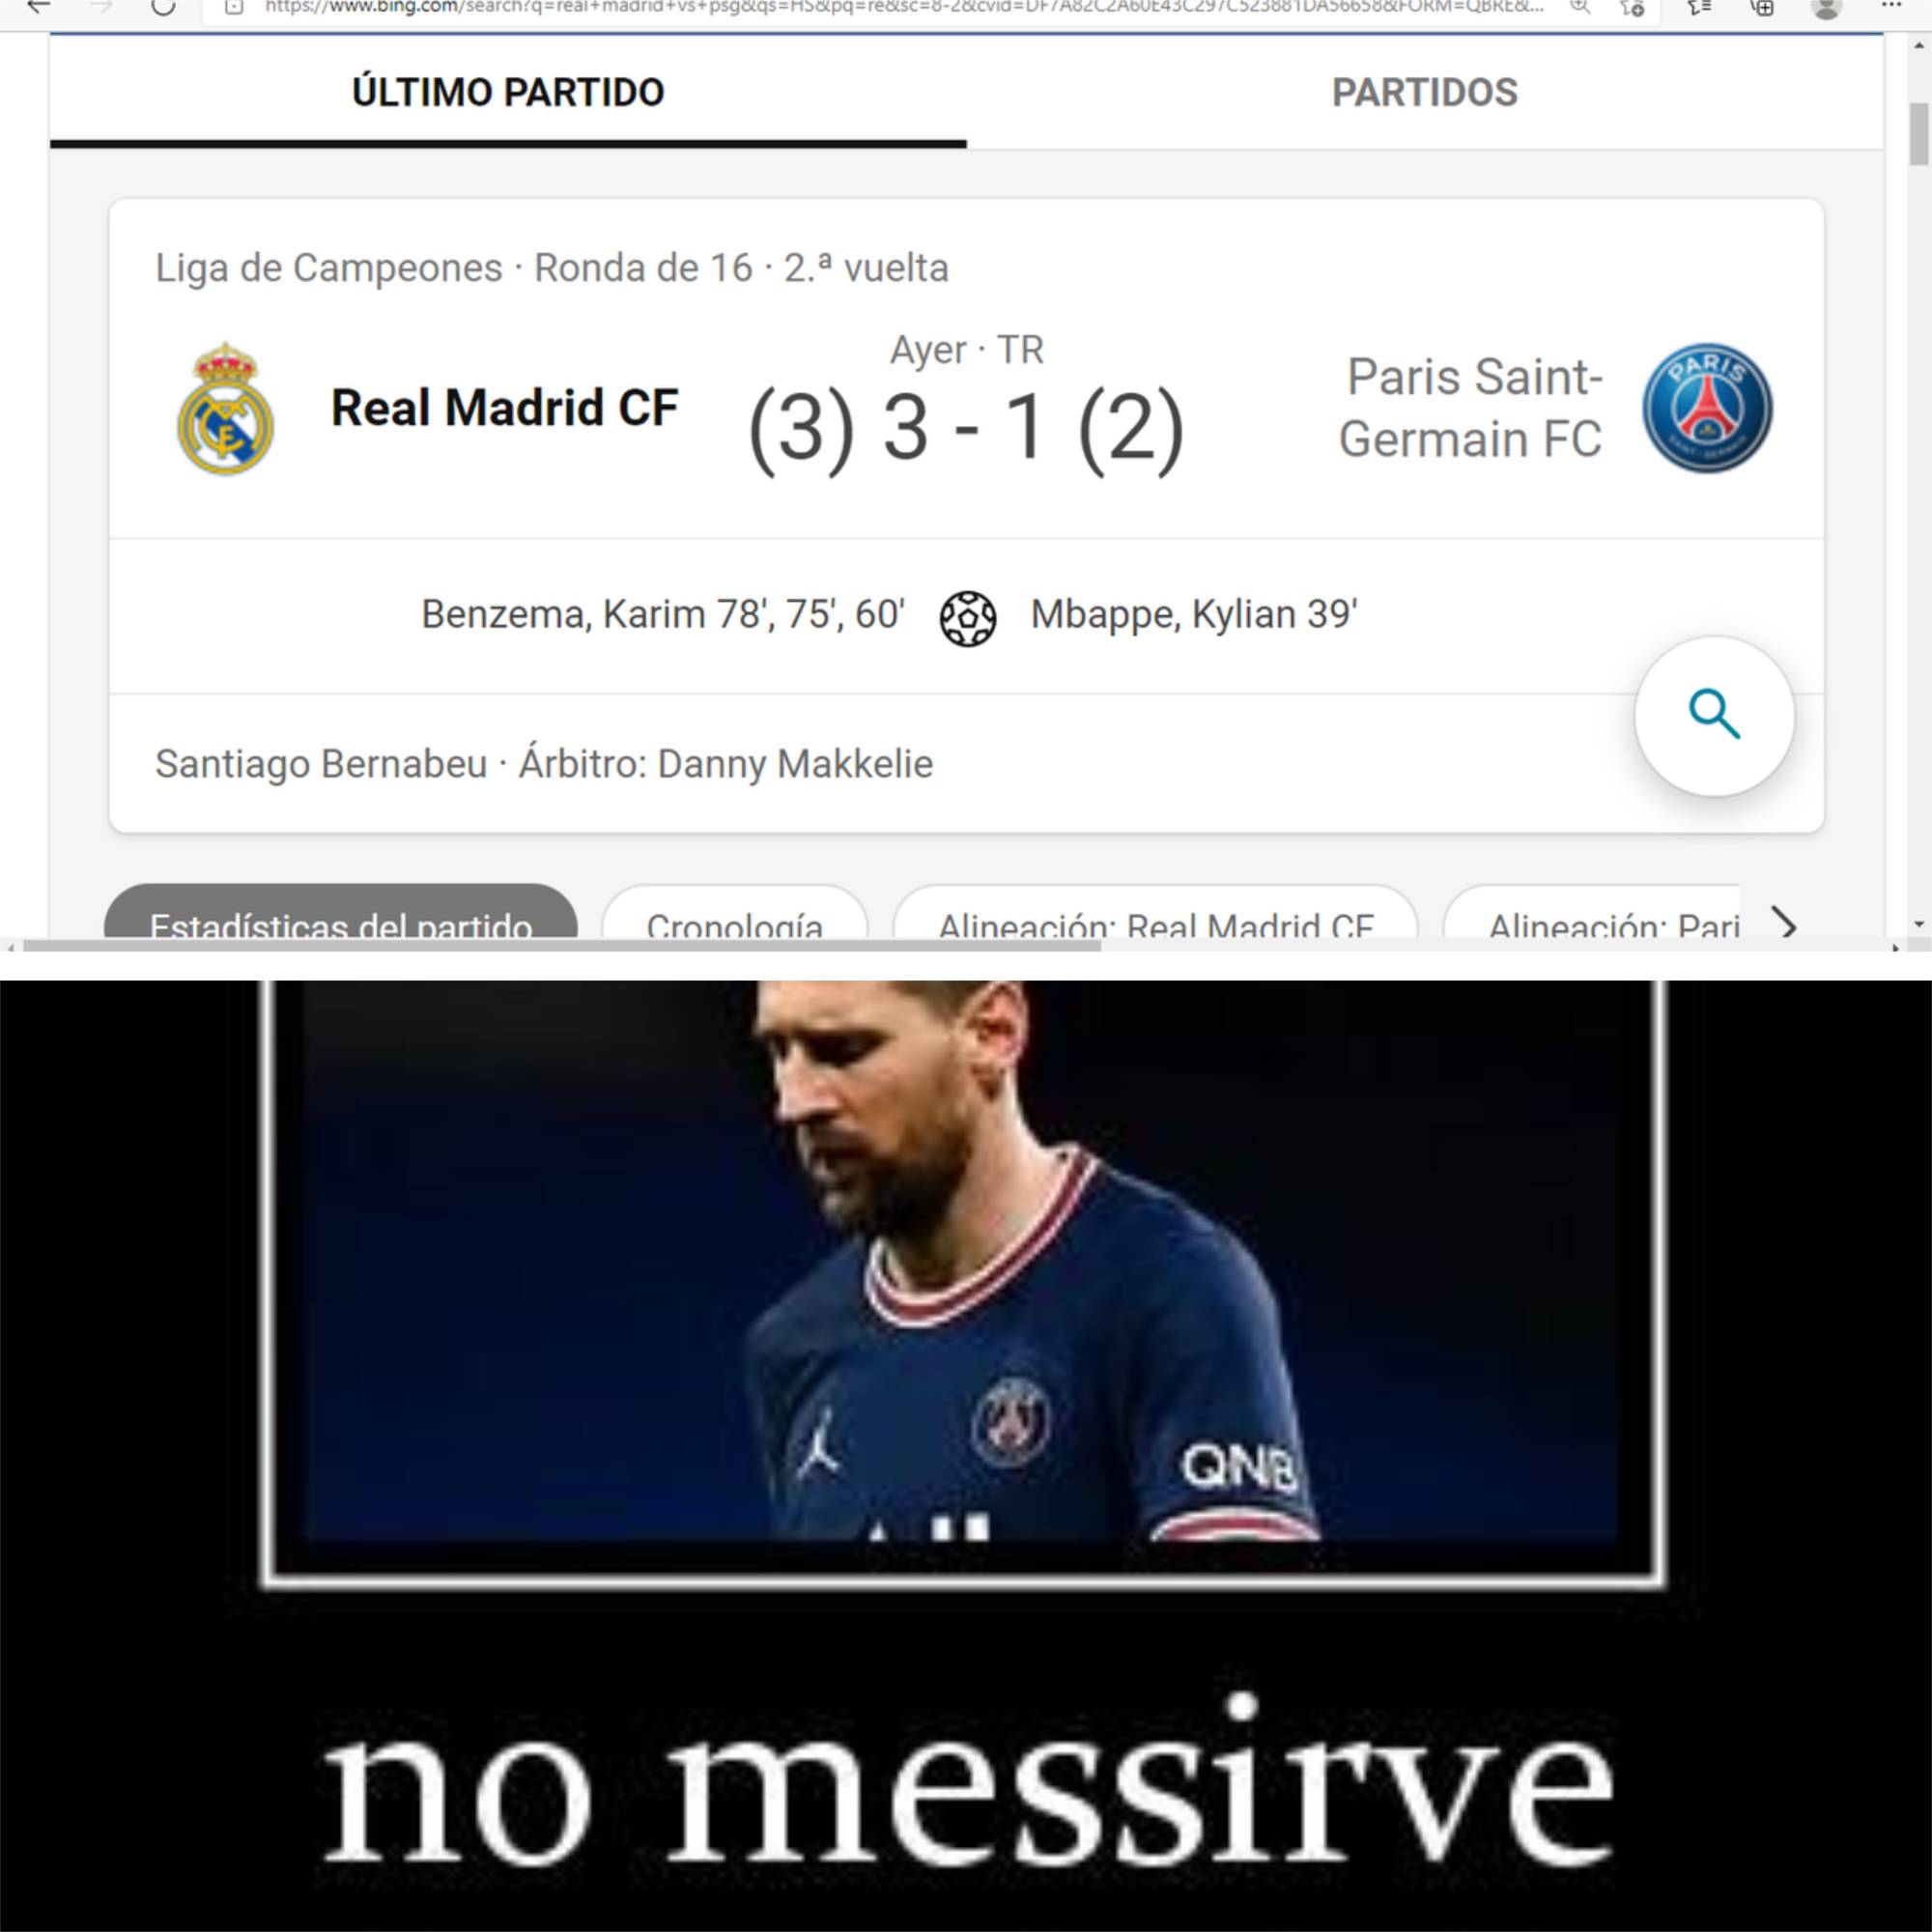 https://www.bing.com/search?q=real+madrid+vs+psg&qs=HS&pq=re&sc=8-2&cvid=DF7A82C2A60E43C297C523881DA56658&FORM=QBRE&...
ÚLTIMO PARTIDO
PARTIDOS
Liga de Campeones · Ronda de 16 · 2.ª vuelta
Ayer · TR
Real Madrid CF
(3) 3 - 1 (2)
Paris Saint-
Germain FC
PARIS
Benzema, Karim 78', 75', 60'
Mbappe, Kylian 39'
Santiago Bernabeu · Árbitro: Danny Makkelie
Estadísticas del partido
Cronología
Alineación: Real Madrid CF
Alineación: Pari
QNB
no messirve